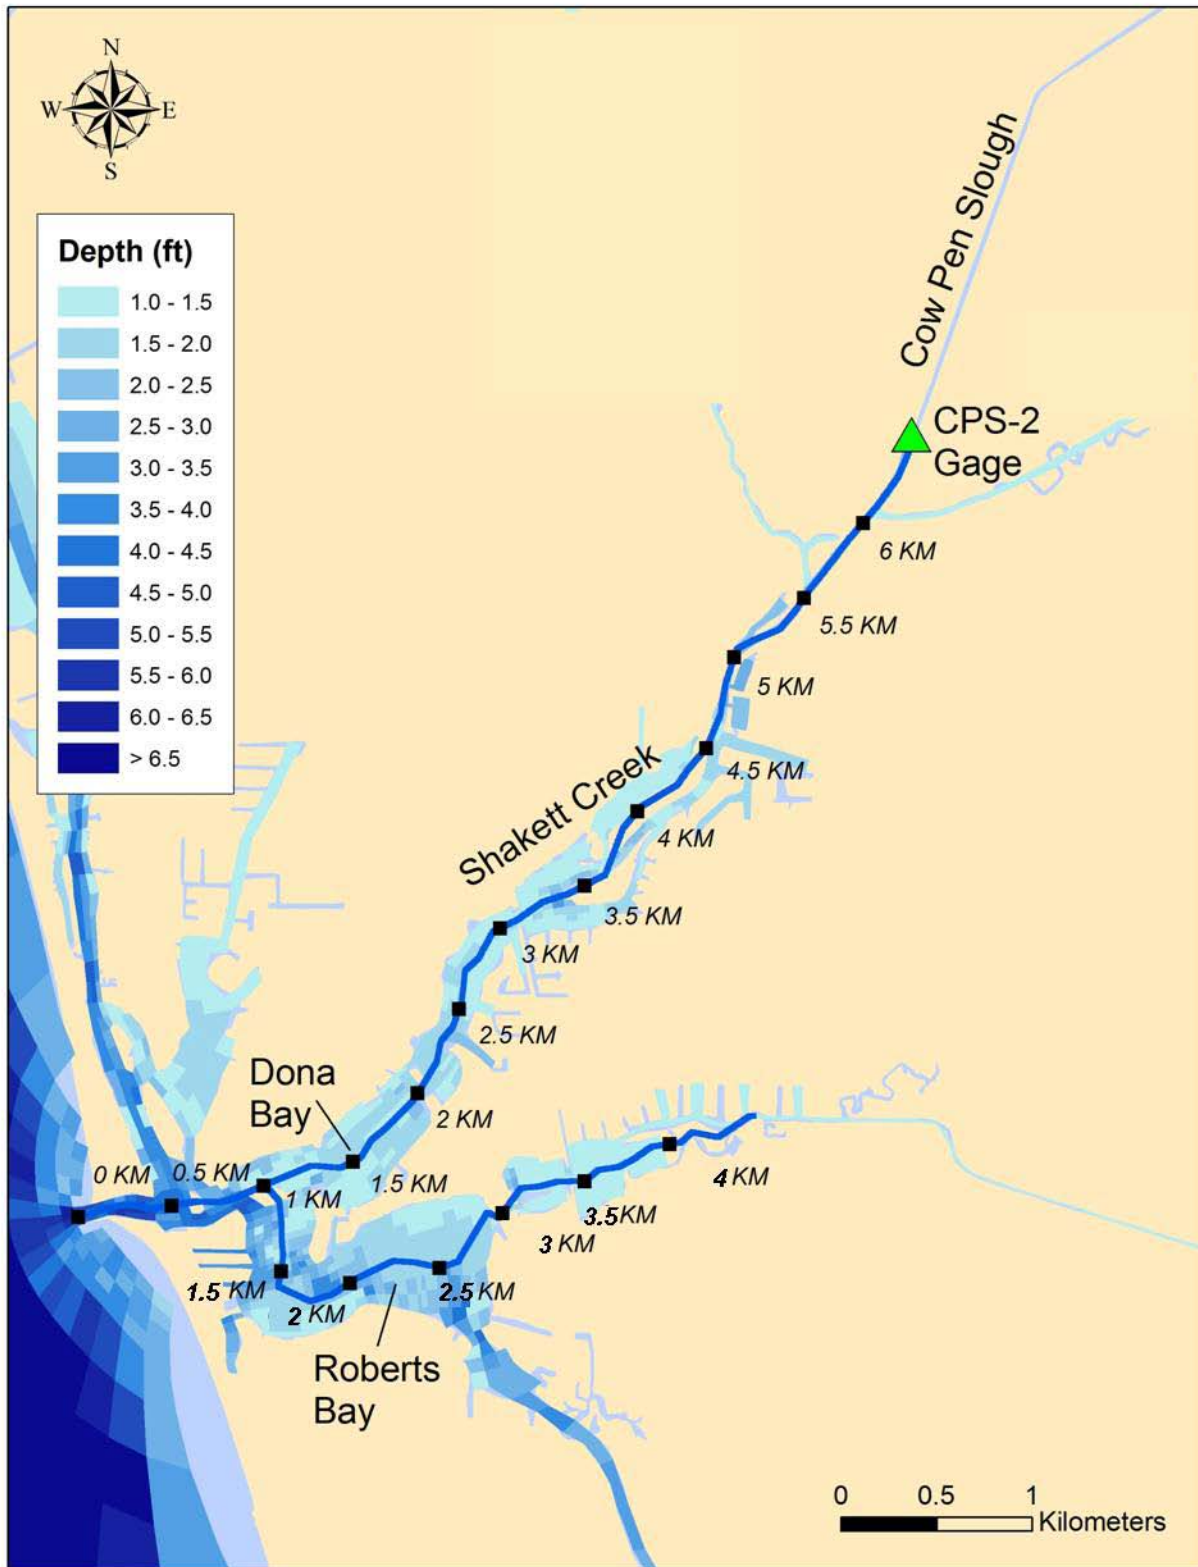 N
W
E
S
Depth (ft)
1.0 - 1.5
1.5 - 2.0
2.0 - 2.5
2.5 - 3.0
3.0 - 3.5
3.5 - 4.0
4.0 - 4.5
4.5 - 5.0
5.0 - 5.5
5.5 - 6.0
6.0 - 6.5
> 6.5
Cow Pen Slough
CPS-2
Gage
6 KM
5.5 KM
5 KM
4.5 KM
Shakett Creek
4 KM
3.5 KM
3 KM
2.5 KM
Dona
Bay
2 KM
1.5 KM
0 KM
0.5 KM
1 KM
4 KM
3.5 KM
3 KM
1.5 KM
2 KM
2.5 KM
Roberts
Bay
0 0.5 1
Kilometers